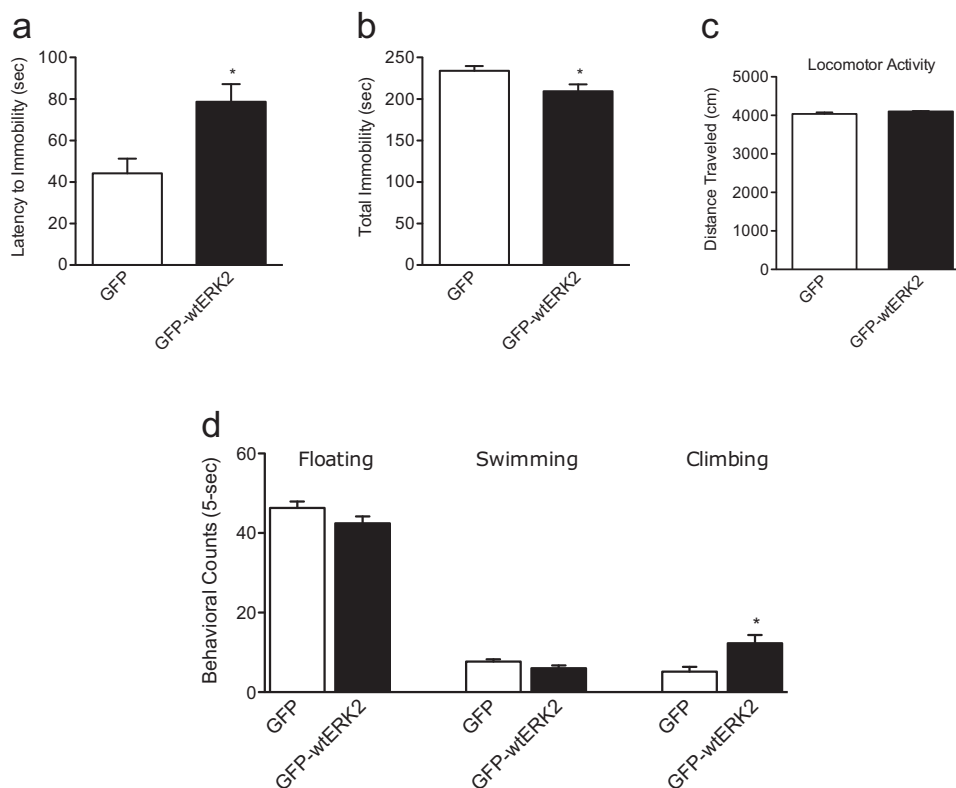 a
Latency to Immobility (sec)
100
80
60
40
20
0
*
GFP
GFP-wtERK2
b
Total Immobility (sec)
250
200
150
100
50
0
*
GFP
GFP-wtERK2
c
Locomotor Activity
Distance Traveled (cm)
5000
4000
3000
2000
1000
0
GFP
GFP-wtERK2
d
Behavioral Counts (5-sec)
60
40
20
0
Floating
Swimming
Climbing
*
GFP
GFP-wtERK2
GFP
GFP-wtERK2
GFP
GFP-wtERK2